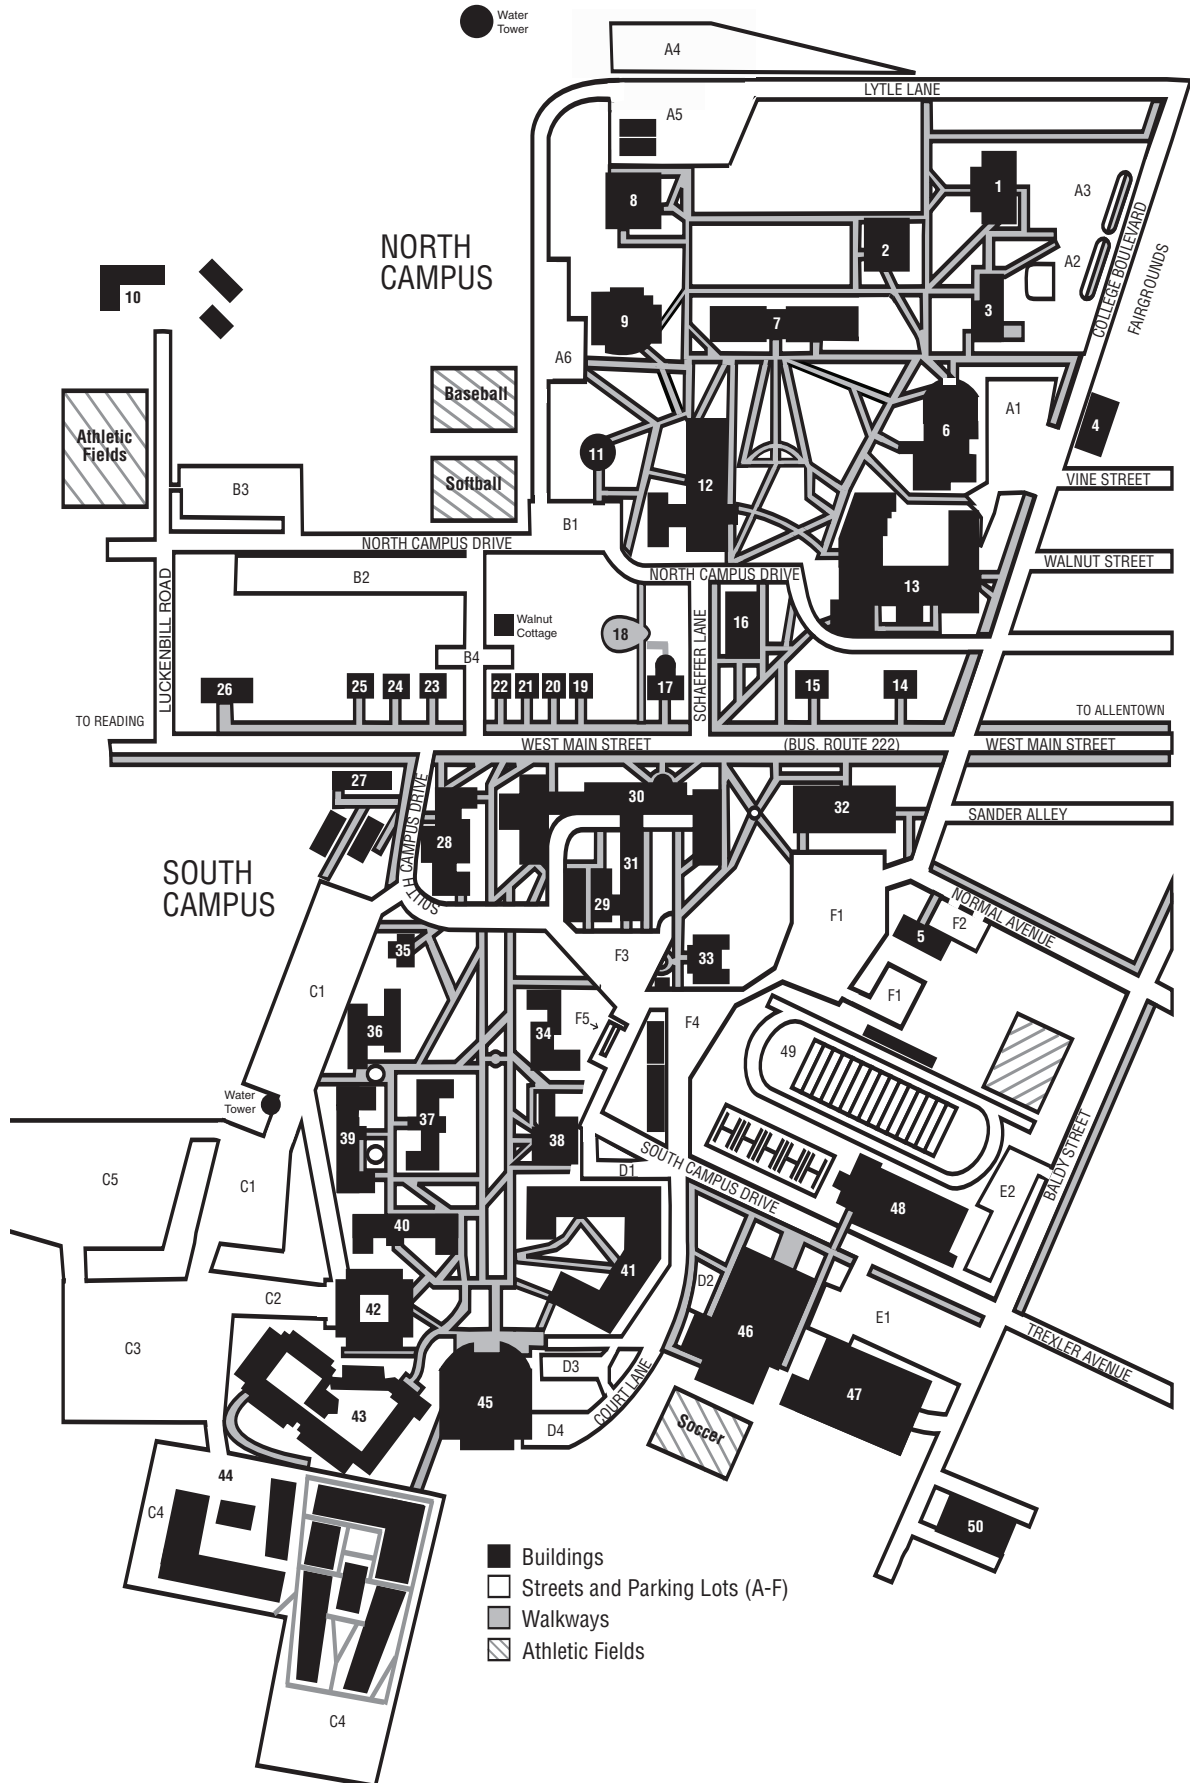 Water
Tower
A4
LYTLE LANE
A5
1
A3
8
COLLEGE BOULEVARD
NORTH
CAMPUS
2
A2
FAIRGROUNDS
10
3
9
7
A6
Baseball
A1
4
Athletic
Fields
6
11
Softball
12
VINE STREET
B3
B1
NORTH CAMPUS DRIVE
WALNUT STREET
B2
NORTH CAMPUS DRIVE
13
LUCKENBILL ROAD
SCHAEFFER LANE
16
Walnut
Cottage
18
B4
26
25
24
23
22
21
20
19
17
15
14
TO READING
TO ALLENTOWN
WEST MAIN STREET
(BUS. ROUTE 222)
WEST MAIN STREET
27
30
32
SOUTH CAMPUS DRIVE
SANDER ALLEY
28
31
SOUTH
CAMPUS
29
NORMAL AVENUE
F1
F2
5
35
33
F3
C1
F1
36
34
F5
F4
49
Water
Tower
37
39
38
SOUTH CAMPUS DRIVE
D1
BALDY STREET
C5
C1
E2
48
40
41
D2
C2
42
E1
46
C3
TREXLER AVENUE
D3
COURT LANE
47
45
43
D4
Soccer
44
C4
50
Buildings
Streets and Parking Lots (A-F)
Walkways
Athletic Fields
C4